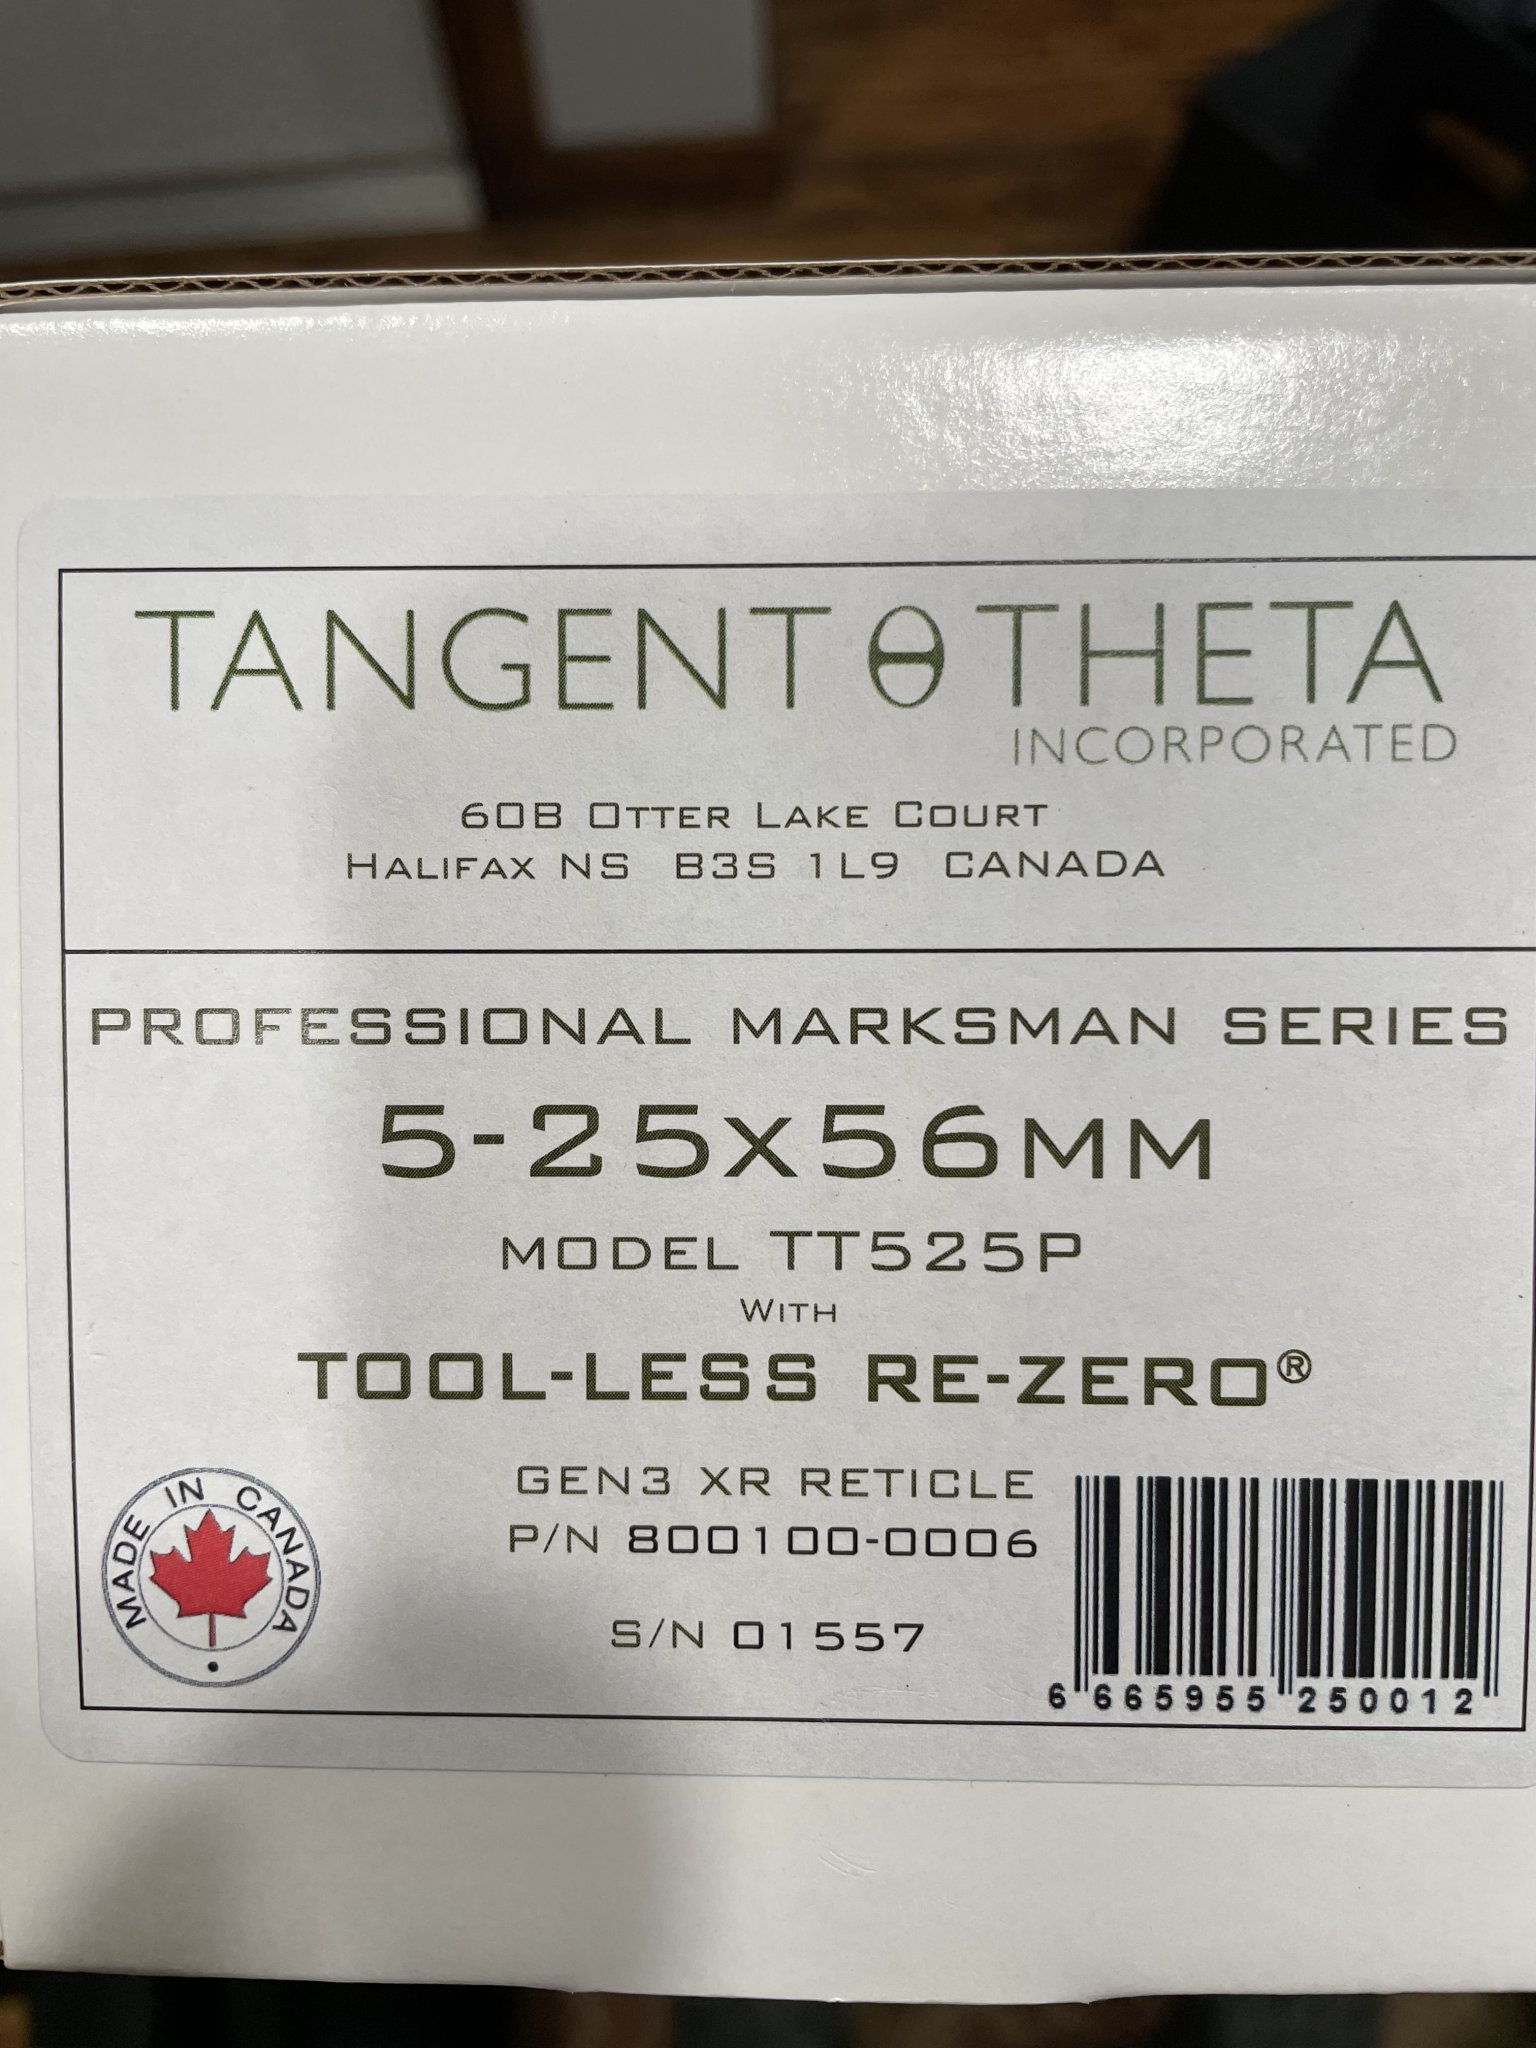 TANGENT θ THETA
INCORPORATED
60B OTTER LAKE COURT
HALIFAX NS B3S 1L9 CANADA
PROFESSIONAL MARKSMAN SERIES
5-25x56MM
MODEL TT525P
WITH
TOOL-LESS RE-ZERO®
GEN3 XR RETICLE
P/N 800100-0006
S/N 01557
MADE IN CANADA
6 665955 250012